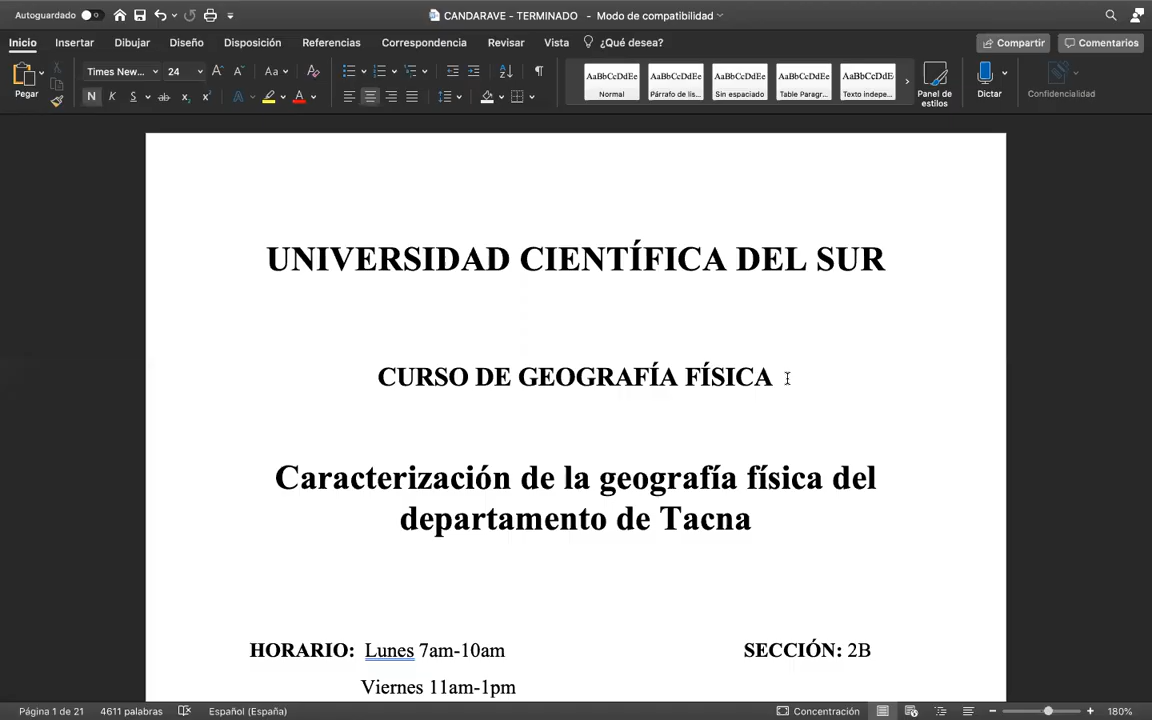 Autoguardado
CANDARAVE - TERMINADO - Modo de compatibilidad
Inicio Insertar Dibujar Diseño Disposición Referencias Correspondencia Revisar Vista ¿Qué desea? Compartir Comentarios
Pegar
Times New... 24
Aa
N K S ab x₂ x² A A
AaBbCcDdEe AaBbCcDdEe AaBbCcDdEe AaBbCcDdEe AaBbCcDdE
Normal Párrafo de lis... Sin espaciado Table Paragr... Texto indepe...
Panel de estilos
Dictar
Confidencialidad
UNIVERSIDAD CIENTÍFICA DEL SUR
CURSO DE GEOGRAFÍA FÍSICA
Caracterización de la geografía física del
departamento de Tacna
HORARIO: Lunes 7am-10am SECCIÓN: 2B
Viernes 11am-1pm
Página 1 de 21 4611 palabras Español (España) Concentración 180%